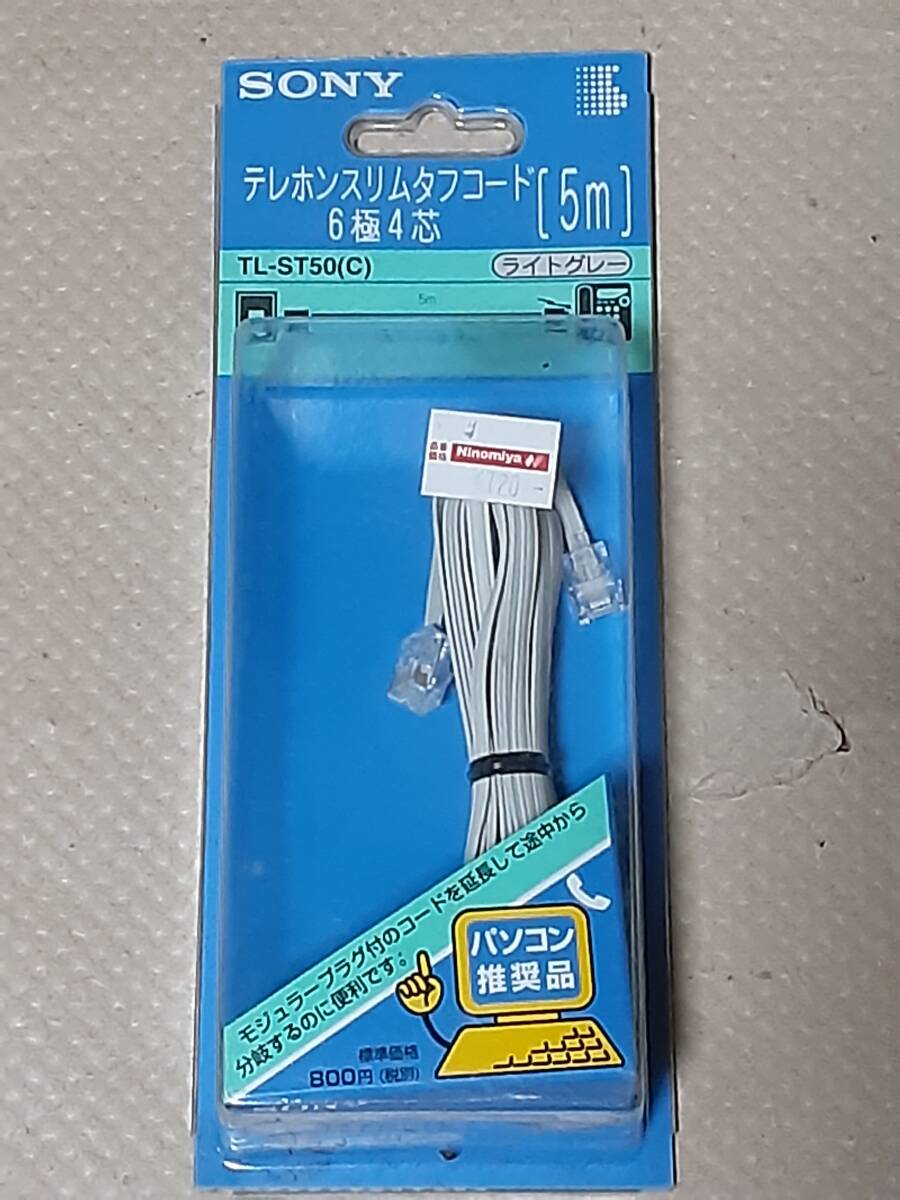 SONY
テレホンスリムタフコード [5m]
6極4芯
TL-ST50(C) ライトグレー
5m
品番
価格
Ninomiya
モジュラープラグ付のコードを延長して途中から
分岐するのに便利です。
パソコン
推奨品
標準価格
800円(税別)